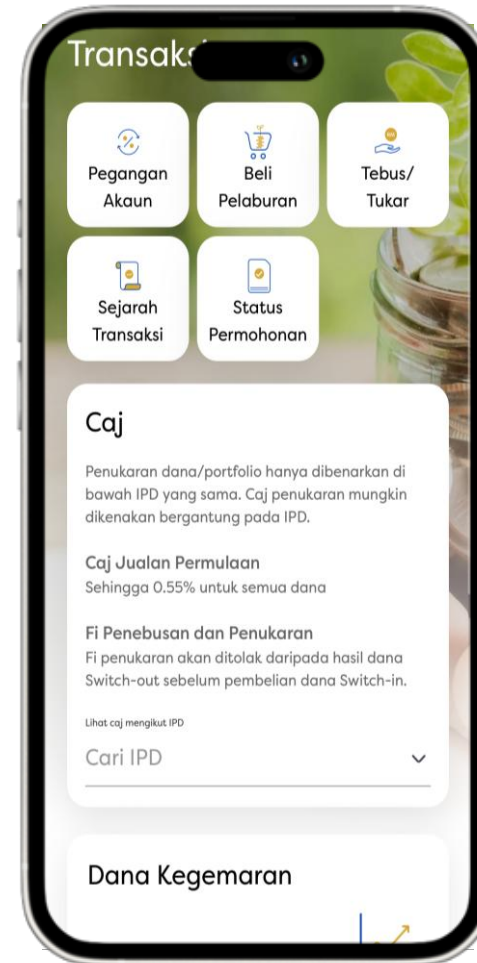 Pegangan
Akaun
Beli
Pelaburan
Tebus/
Tukar
Sejarah
Transaksi
Status
Permohonan
Caj
Penukaran dana/portfolio hanya dibenarkan di
bawah IPD yang sama. Caj penukaran mungkin
dikenakan bergantung pada IPD.
Caj Jualan Permulaan
Sehingga 0.55% untuk semua dana
Fi Penebusan dan Penukaran
Fi penukaran akan ditolak daripada hasil dana
Switch-out sebelum pembelian dana Switch-in.
Lihat caj mengikut IPD
Cari IPD
Dana Kegemaran